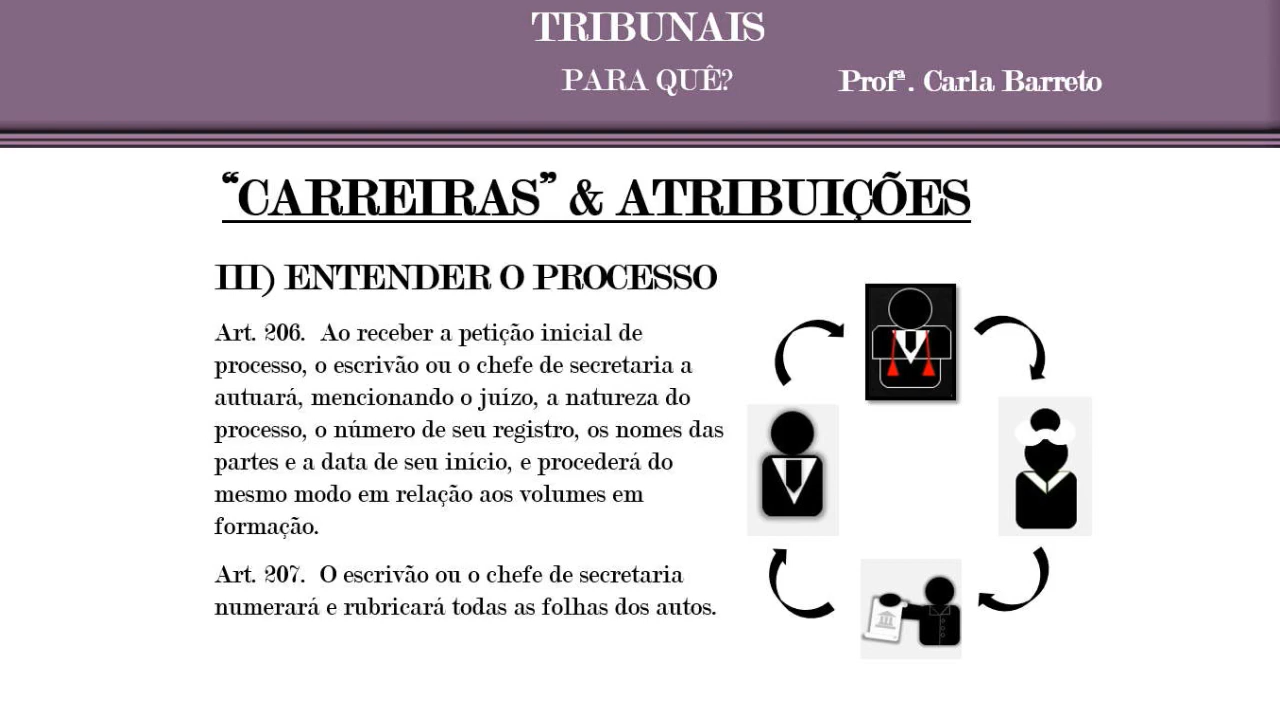 TRIBUNAIS
PARA QUÊ?
Profª. Carla Barreto
“CARREIRAS” & ATRIBUIÇÕES
III) ENTENDER O PROCESSO
Art. 206.  Ao receber a petição inicial de
processo, o escrivão ou o chefe de secretaria a
autuará, mencionando o juízo, a natureza do
processo, o número de seu registro, os nomes das
partes e a data de seu início, e procederá do
mesmo modo em relação aos volumes em
formação.
Art. 207.  O escrivão ou o chefe de secretaria
numerará e rubricará todas as folhas dos autos.